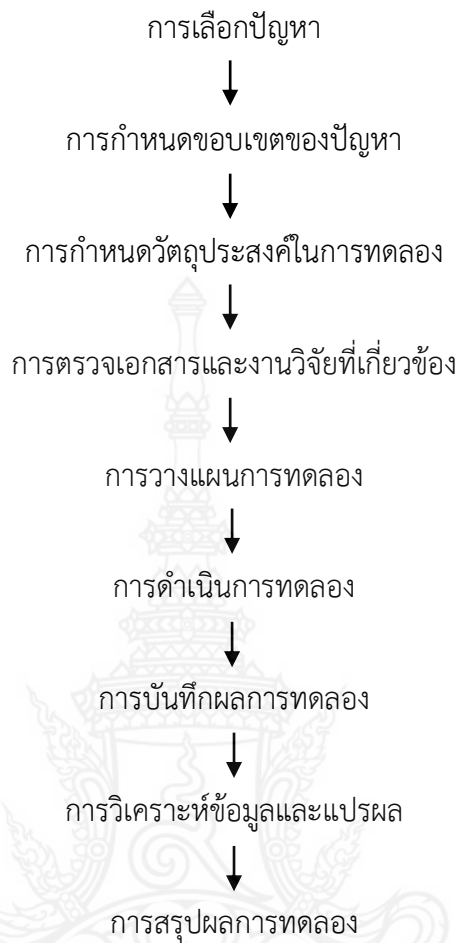 การเลือกปัญหา
การกำหนดขอบเขตของปัญหา
การกำหนดวัตถุประสงค์ในการทดลอง
การตรวจเอกสารและงานวิจัยที่เกี่ยวข้อง
การวางแผนการทดลอง
การดำเนินการทดลอง
การบันทึกผลการทดลอง
การวิเคราะห์ข้อมูลและแปรผล
การสรุปผลการทดลอง